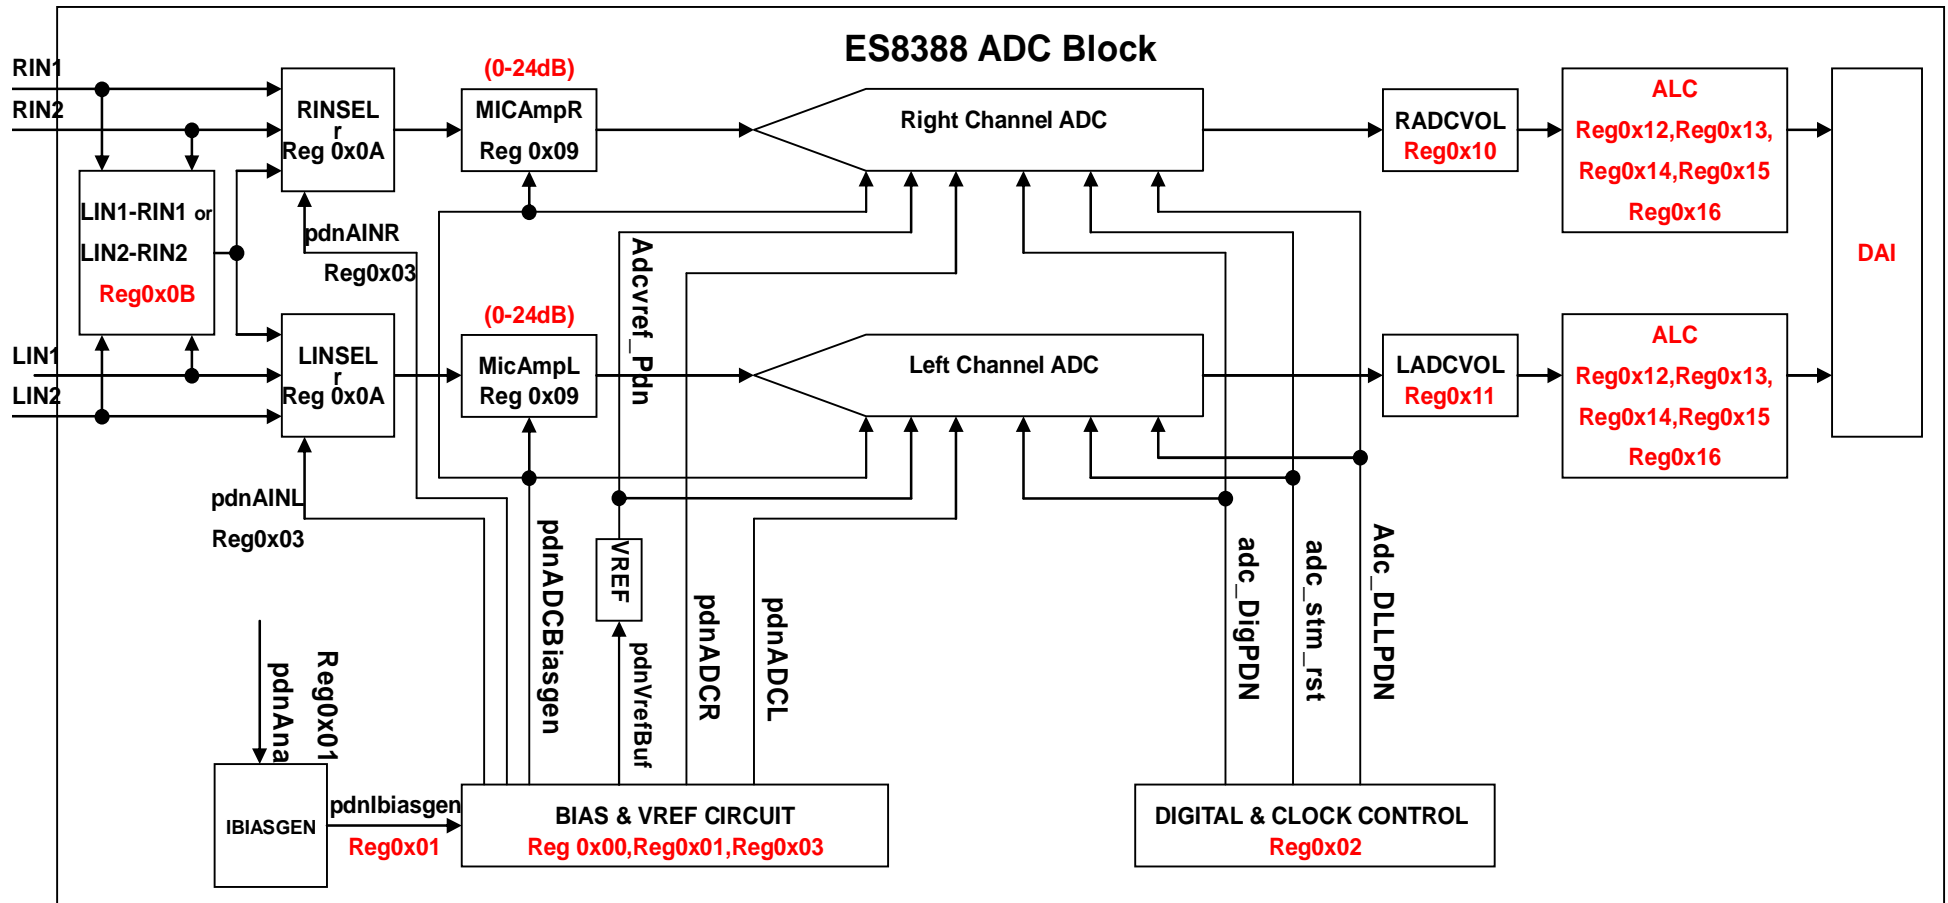 ES8388 ADC Block
RIN1
RIN2
RINSEL
r
Reg 0x0A
(0-24dB)
MICAmpR
Reg 0x09
Right Channel ADC
RADCVOL
Reg0x10
ALC
Reg0x12,Reg0x13,
Reg0x14,Reg0x15
Reg0x16
DAI
LIN1-RIN1 or
LIN2-RIN2
Reg0x0B
pdnAINR
Reg0x03
Adcvref_Pdn
LIN1
LIN2
LINSEL
r
Reg 0x0A
(0-24dB)
MicAmpL
Reg 0x09
Left Channel ADC
LADCVOL
Reg0x11
ALC
Reg0x12,Reg0x13,
Reg0x14,Reg0x15
Reg0x16
pdnAINL
Reg0x03
pdnADCBiasgen
VREF
pdnVrefBuf
pdnADCR
pdnADCL
adc_DigPDN
adc_stm_rst
Adc_DLLPDN
Reg0x01
pdnAna
IBIASGEN
pdnIbiasgen
Reg0x01
BIAS & VREF CIRCUIT
Reg 0x00,Reg0x01,Reg0x03
DIGITAL & CLOCK CONTROL
Reg0x02